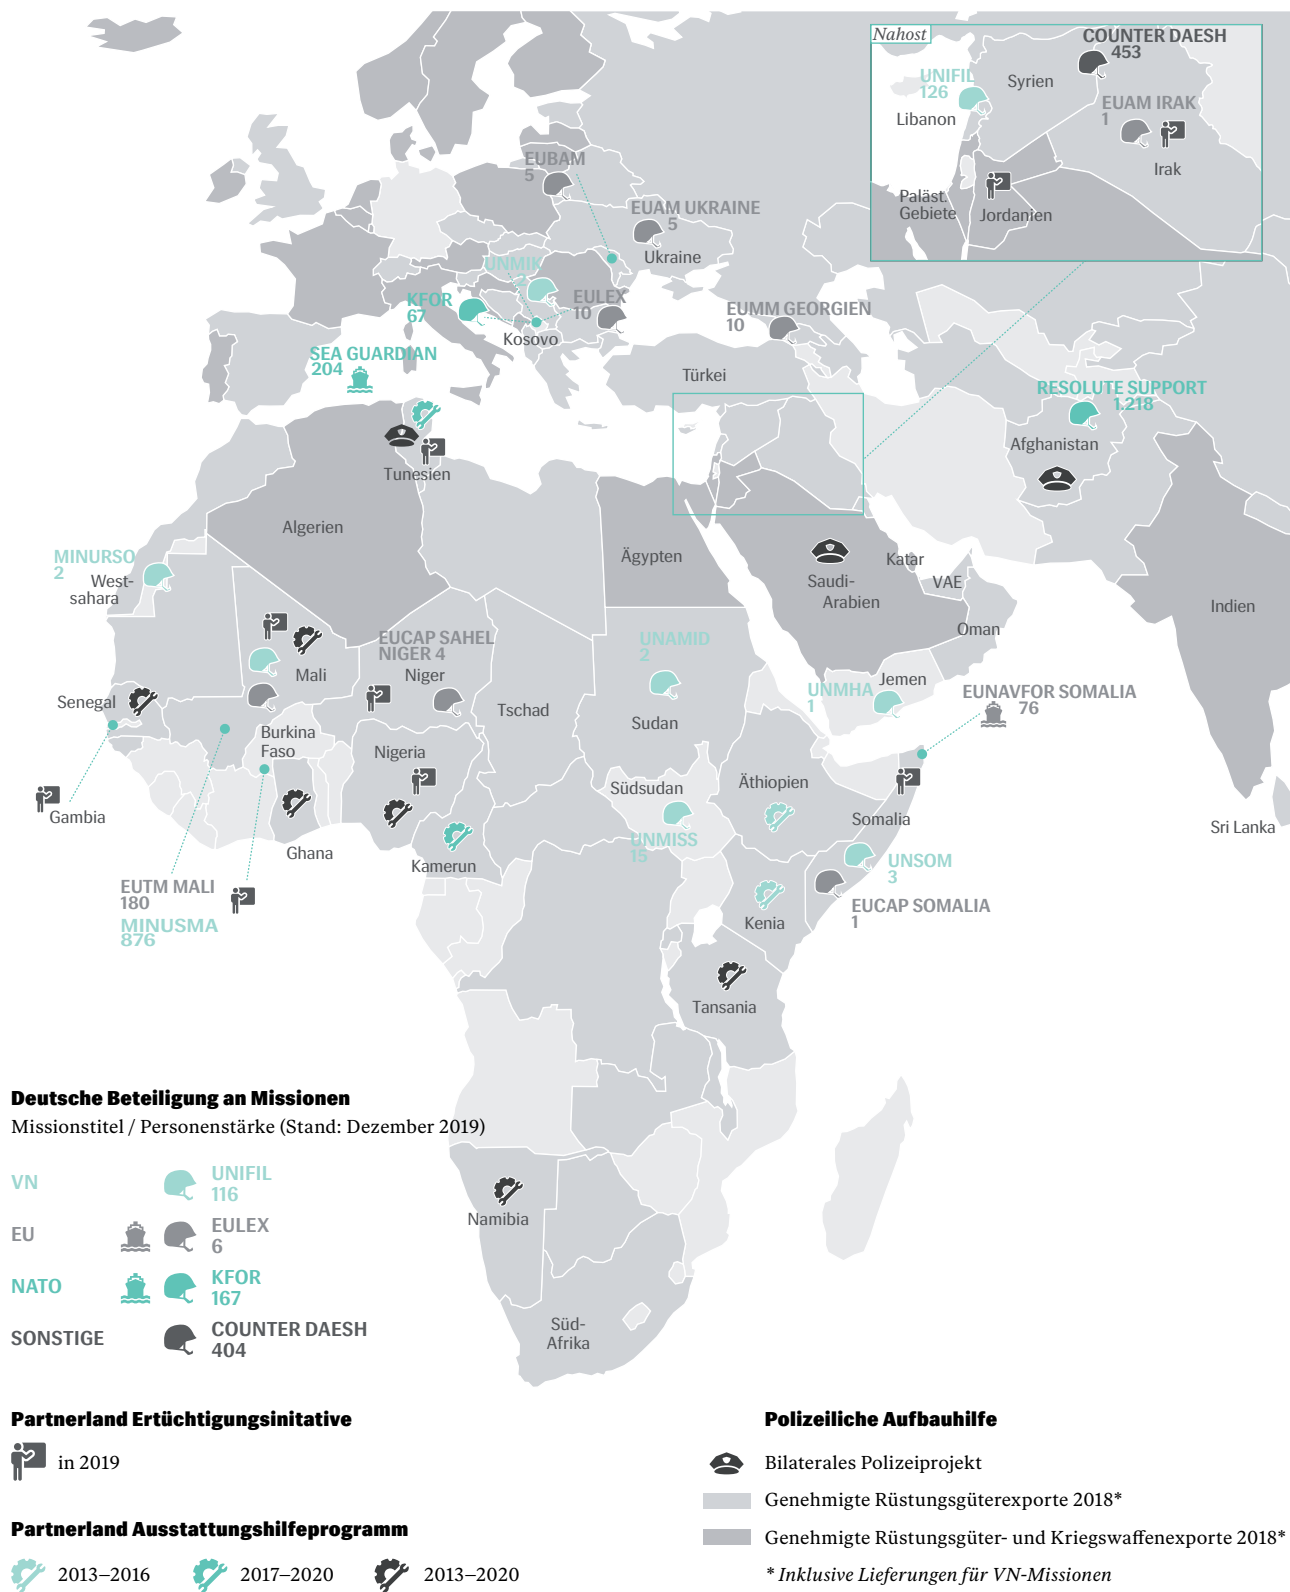 Nahost
COUNTER DAESH
453
UNIFIL
126
Syrien
Libanon
EUAM IRAK
1
Irak
Paläst.
Gebiete
Jordanien
EUBAM
5
EUAM UKRAINE
5
Ukraine
UNMIK
2
KFOR
67
EULEX
10
Kosovo
EUMM GEORGIEN
10
SEA GUARDIAN
204
Türkei
RESOLUTE SUPPORT
1.218
Afghanistan
Tunesien
Algerien
Ägypten
Saudi-
Arabien
Katar
VAE
Oman
Indien
MINURSO
2
West-
sahara
Mali
EUCAP SAHEL
NIGER 4
Niger
Tschad
UNAMID
2
Sudan
UNMHA
1
Jemen
EUNAVFOR SOMALIA
76
Senegal
Burkina
Faso
Nigeria
Gambia
Ghana
Kamerun
Südsudan
UNMISS
15
Äthiopien
Somalia
Sri Lanka
UNSOM
3
EUCAP SOMALIA
1
EUTM MALI
180
MINUSMA
876
Kenia
Tansania
Namibia
Süd-
Afrika
Deutsche Beteiligung an Missionen
Missionstitel / Personenstärke (Stand: Dezember 2019)
VN
UNIFIL
116
EU
EULEX
6
NATO
KFOR
167
SONSTIGE
COUNTER DAESH
404
Partnerland Ertüchtigungsinitative
in 2019
Partnerland Ausstattungshilfeprogramm
2013–2016
2017–2020
2013–2020
Polizeiliche Aufbauhilfe
Bilaterales Polizeiprojekt
Genehmigte Rüstungsgüterexporte 2018*
Genehmigte Rüstungsgüter- und Kriegswaffenexporte 2018*
* Inklusive Lieferungen für VN-Missionen